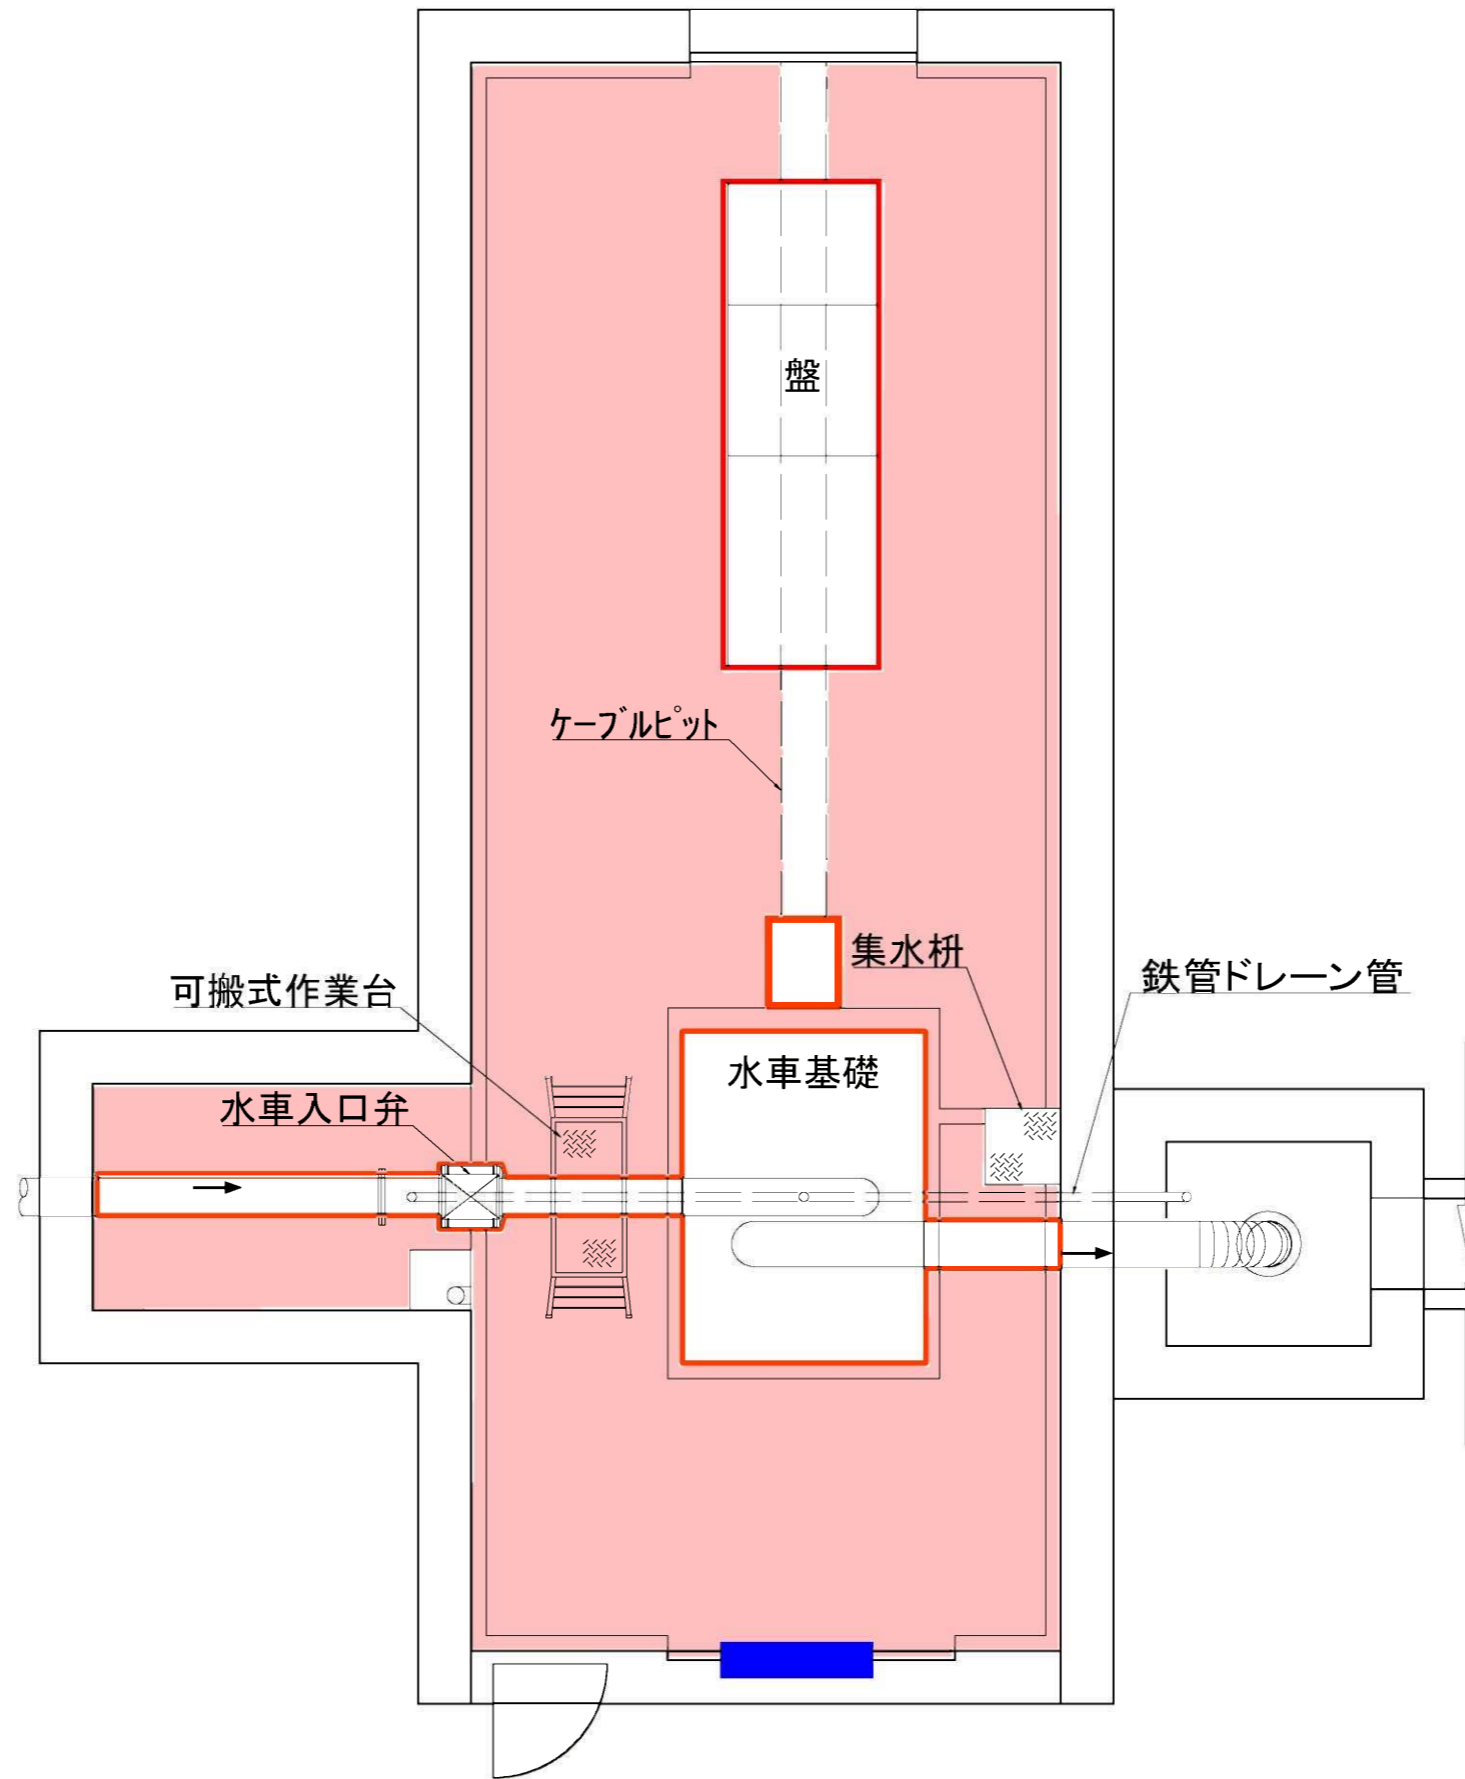 盤
ケーブルピット
集水枡
鉄管ドレーン管
可搬式作業台
水車基礎
水車入口弁